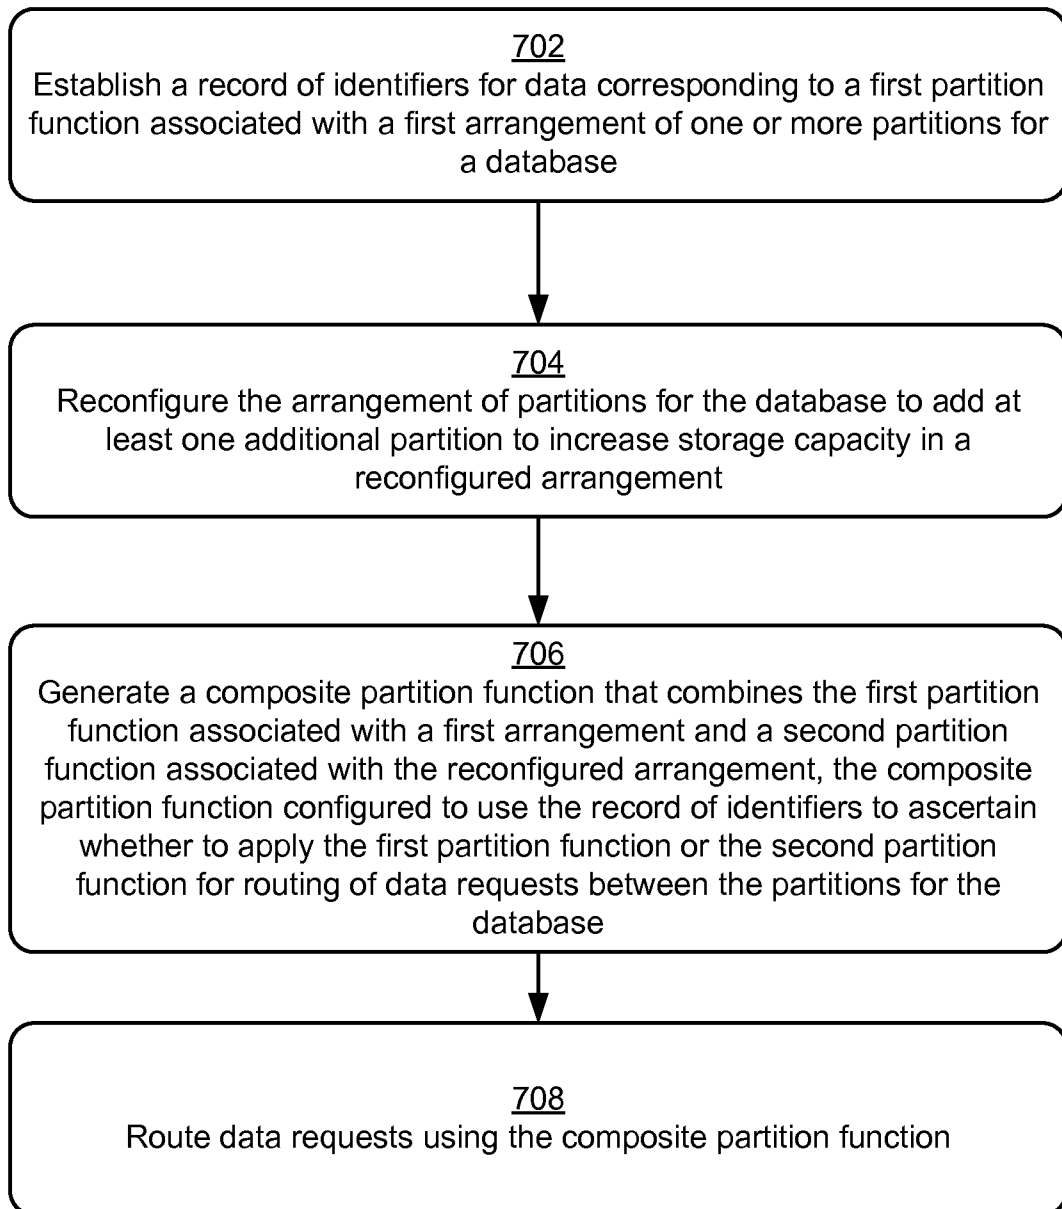 702
Establish a record of identifiers for data corresponding to a first partition
function associated with a first arrangement of one or more partitions for
a database
704
Reconfigure the arrangement of partitions for the database to add at
least one additional partition to increase storage capacity in a
reconfigured arrangement
706
Generate a composite partition function that combines the first partition
function associated with a first arrangement and a second partition
function associated with the reconfigured arrangement, the composite
partition function configured to use the record of identifiers to ascertain
whether to apply the first partition function or the second partition
function for routing of data requests between the partitions for the
database
708
Route data requests using the composite partition function